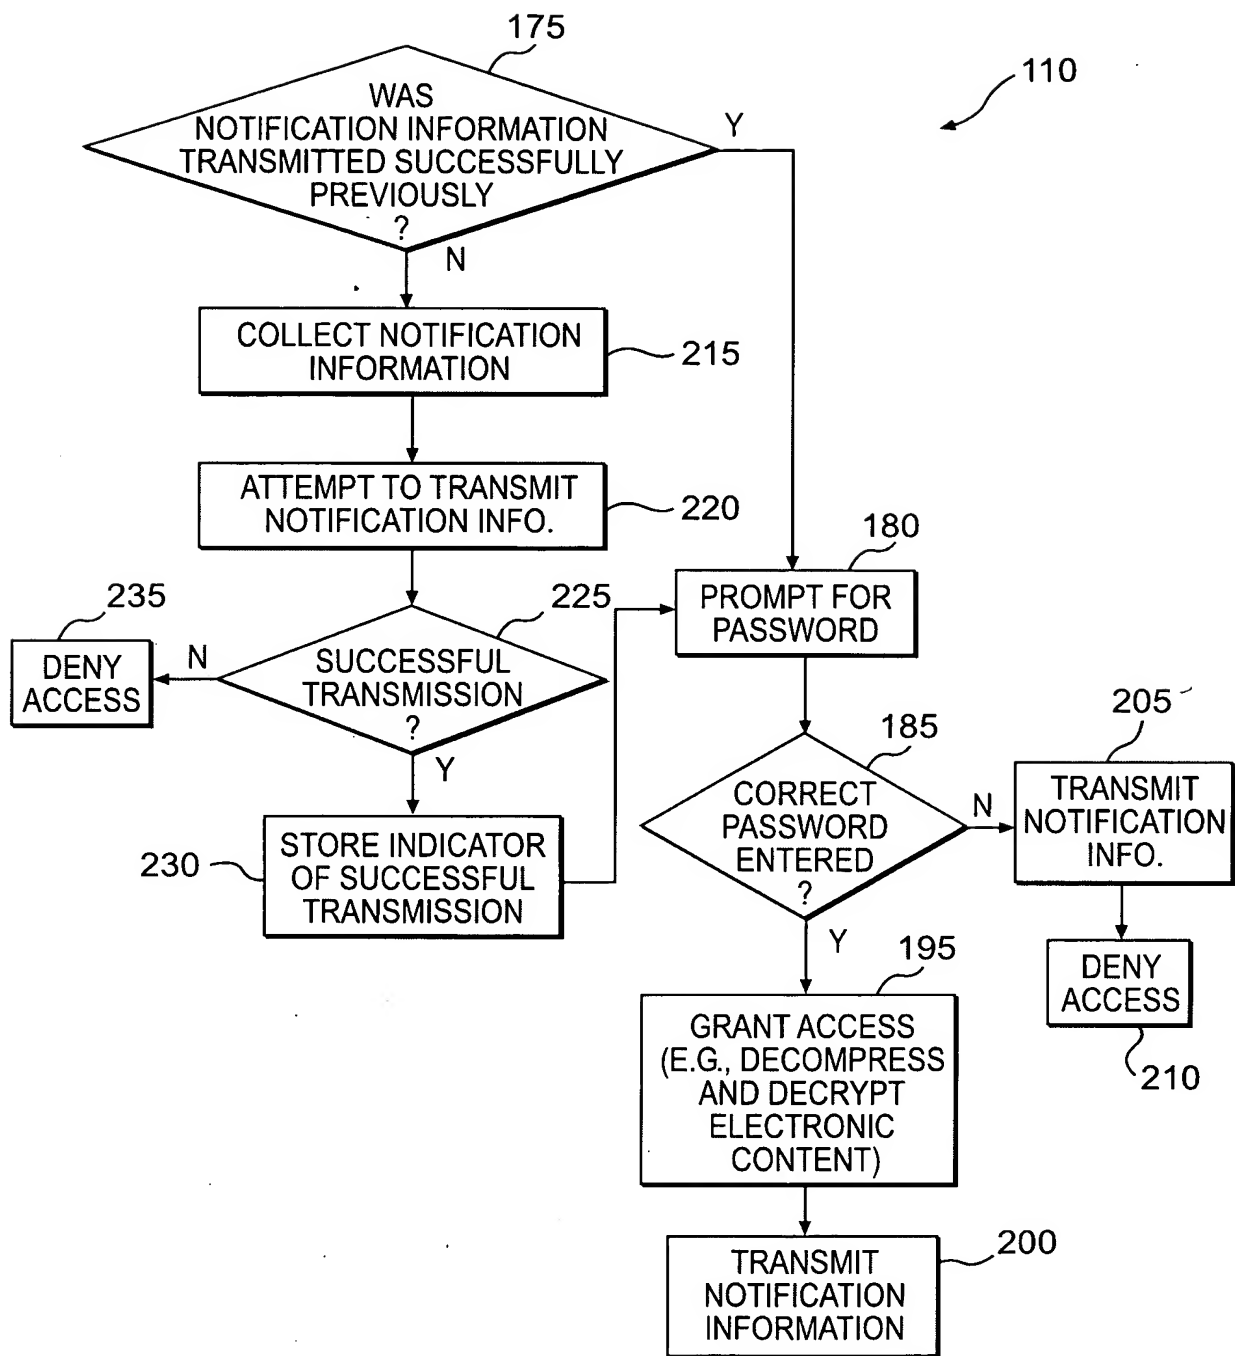 175
110
WAS
NOTIFICATION INFORMATION
TRANSMITTED SUCCESSFULLY
PREVIOUSLY
?
Y
N
COLLECT NOTIFICATION
INFORMATION
215
ATTEMPT TO TRANSMIT
NOTIFICATION INFO.
220
180
PROMPT FOR
PASSWORD
235
225
DENY
ACCESS
N
SUCCESSFUL
TRANSMISSION
?
Y
205
185
CORRECT
PASSWORD
ENTERED
?
N
TRANSMIT
NOTIFICATION
INFO.
230
STORE INDICATOR
OF SUCCESSFUL
TRANSMISSION
Y
195
DENY
ACCESS
210
GRANT ACCESS
(E.G., DECOMPRESS
AND DECRYPT
ELECTRONIC
CONTENT)
200
TRANSMIT
NOTIFICATION
INFORMATION